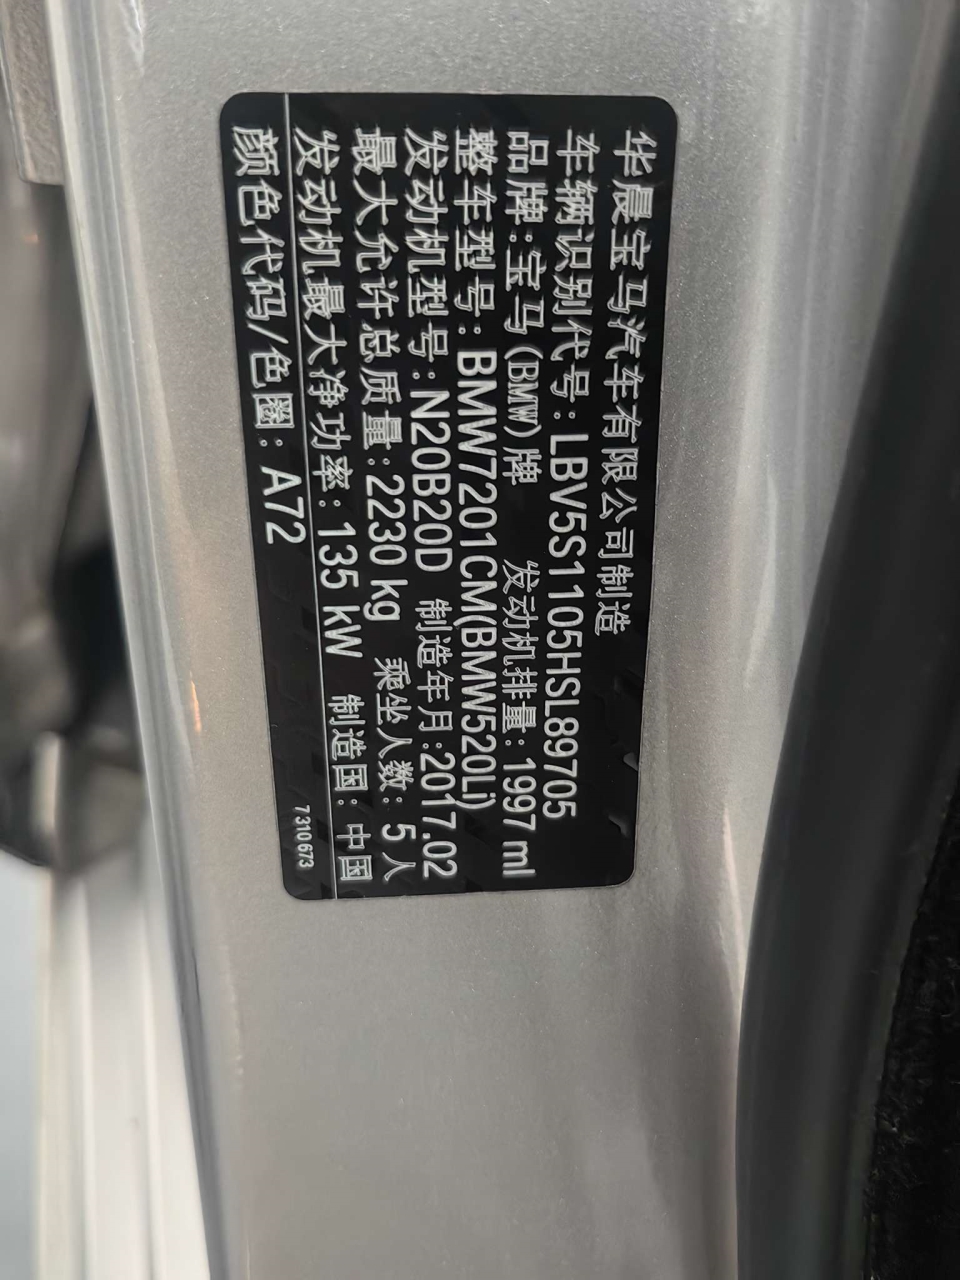 华晨宝马汽车有限公司制造
车辆识别代号：LBV5S1105HSL89705
品牌：宝马(BMW)牌 发动机排量：1997 ml
整车型号：BMW7201CM(BMW520Li)
发动机型号：N20B20D 制造年月：2017.02
最大允许总质量：2230 kg 乘坐人数：5人
发动机最大净功率：135 kW 制造国：中国
颜色代码/色圈：A72
7310673